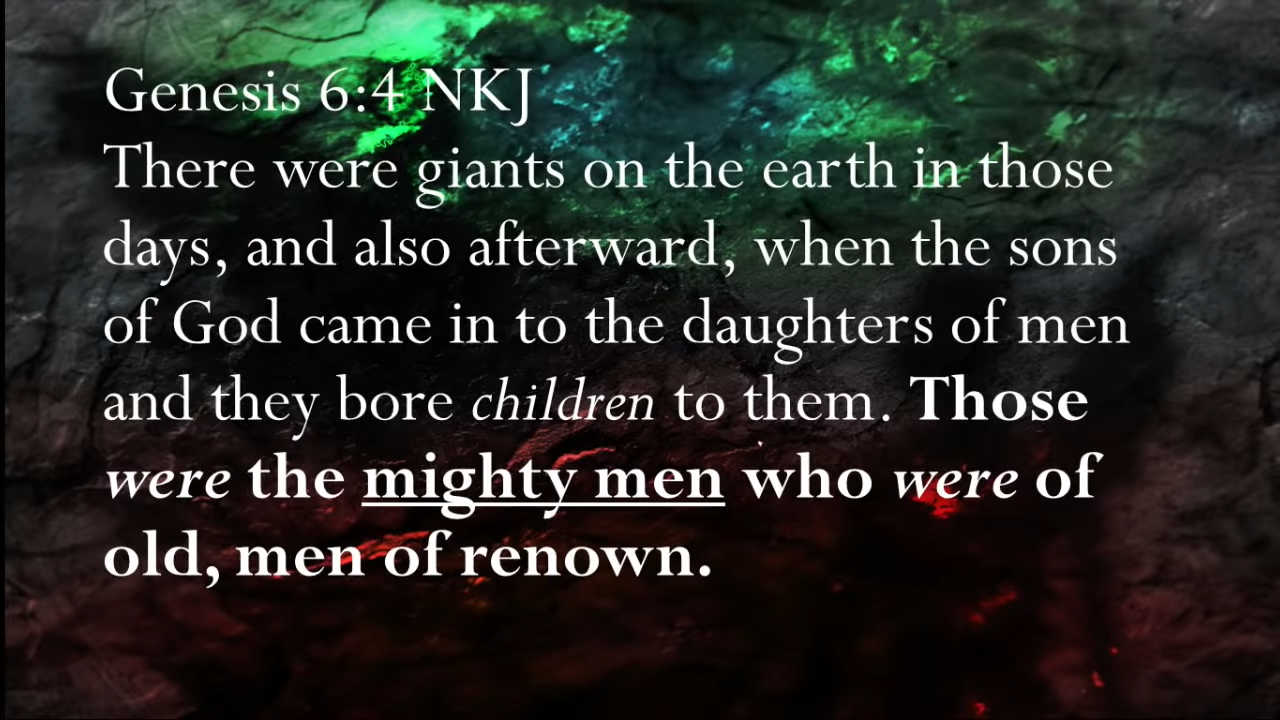 Genesis 6:4 NKJ
There were giants on the earth in those
days, and also afterward, when the sons
of God came in to the daughters of men
and they bore children to them. Those
were the mighty men who were of
old, men of renown.